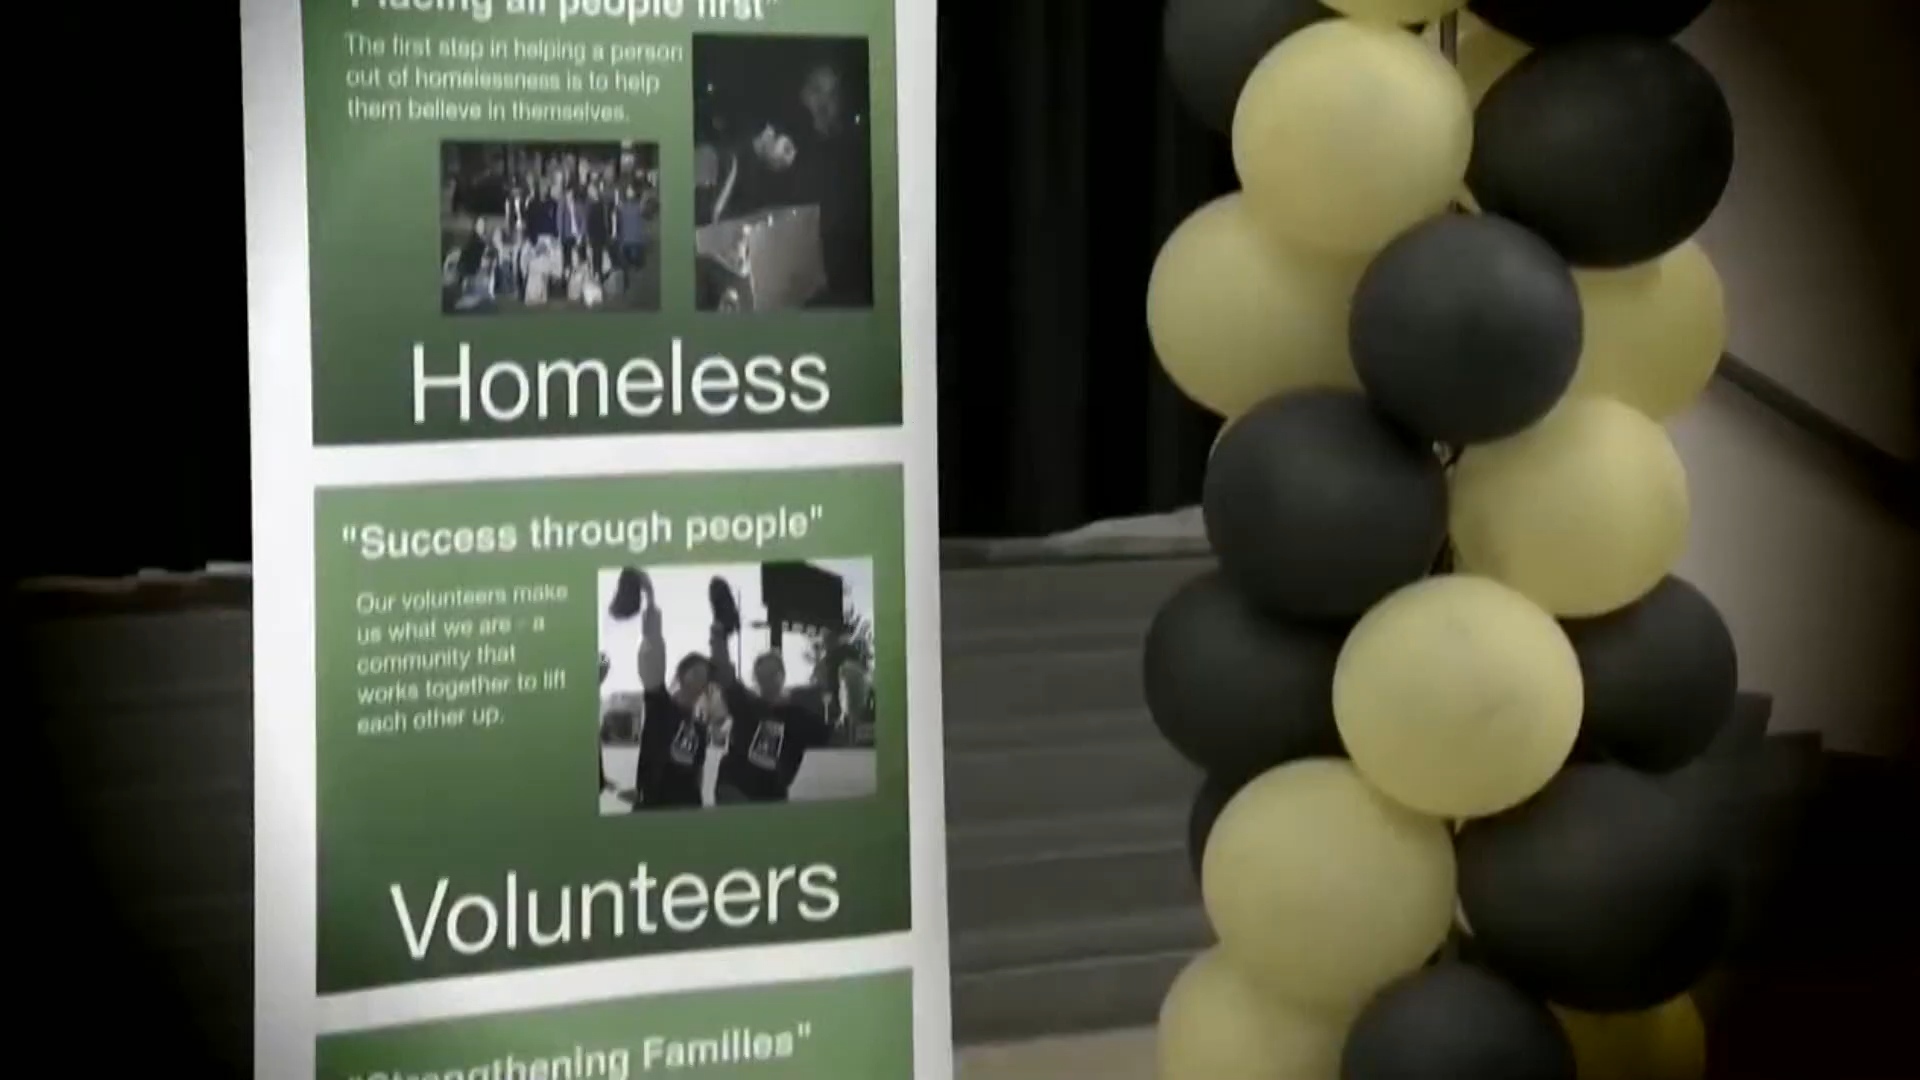 "Placing all people first"
The first step in helping a person
out of homelessness is to help
them believe in themselves.
Homeless
"Success through people"
Our volunteers make
us what we are - a
community that
works together to lift
each other up.
Volunteers
"Strengthening Families"